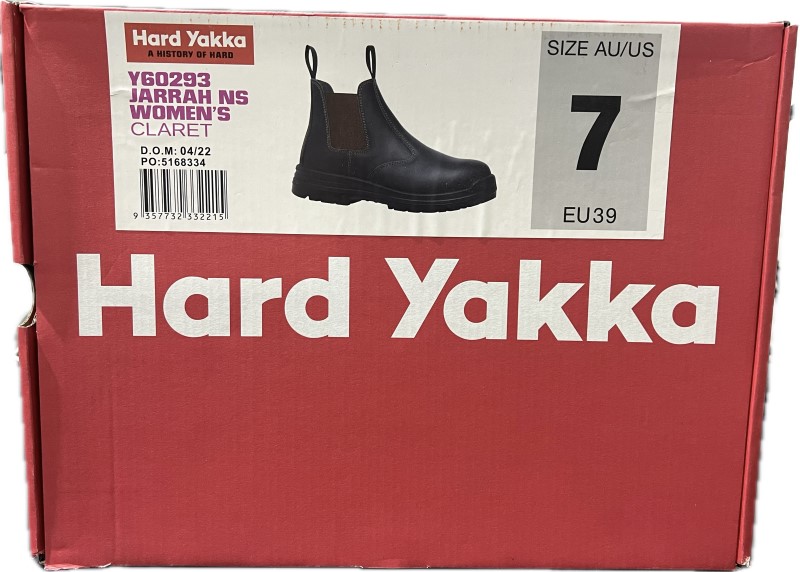 Hard Yakka
A HISTORY OF HARD
Y60293
JARRAH NS
WOMEN'S
CLARET
D.O.M: 04/22
PO:5168334
9 357732 332215
SIZE AU/US
7
EU39
Hard Yakka